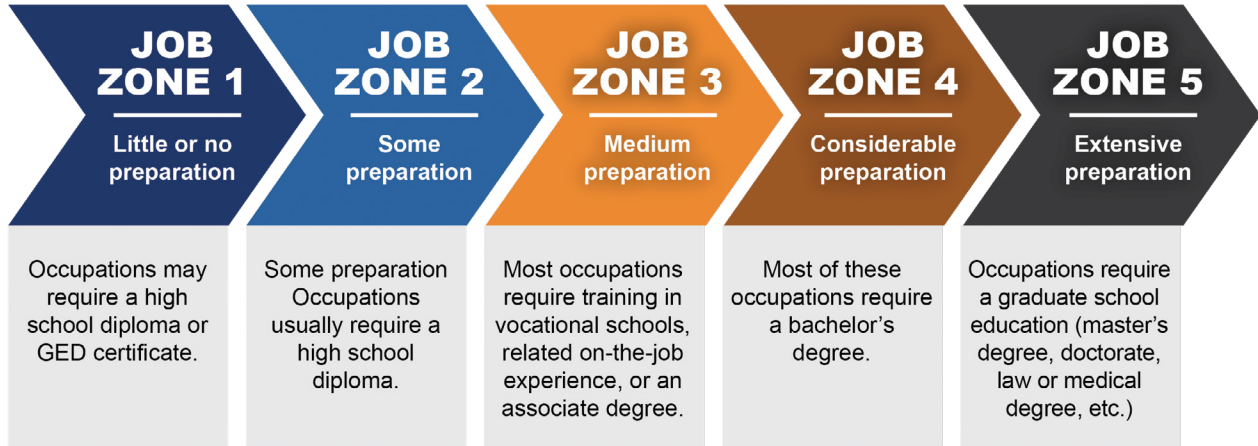 JOB
ZONE 1
Little or no
preparation
Occupations may
require a high
school diploma or
GED certificate.
JOB
ZONE 2
Some
preparation
Some preparation
Occupations
usually require a
high school
diploma.
JOB
ZONE 3
Medium
preparation
Most occupations
require training in
vocational schools,
related on-the-job
experience, or an
associate degree.
JOB
ZONE 4
Considerable
preparation
Most of these
occupations require
a bachelor’s
degree.
JOB
ZONE 5
Extensive
preparation
Occupations require
a graduate school
education (master’s
degree, doctorate,
law or medical
degree, etc.)